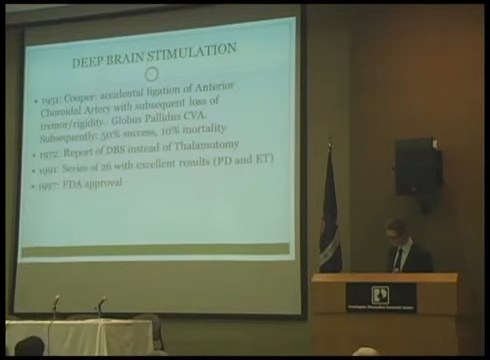 DEEP BRAIN STIMULATION
• 1951: Cooper: accidental ligation of Anterior
Choroidal Artery with subsequent loss of
tremor/rigidity. Globus Pallidus CVA.
Subsequently: 50% success, 10% mortality
• 1972: Report of DBS instead of Thalamotomy
• 1991: Series of 26 with excellent results (PD and ET)
• 1997: FDA approval